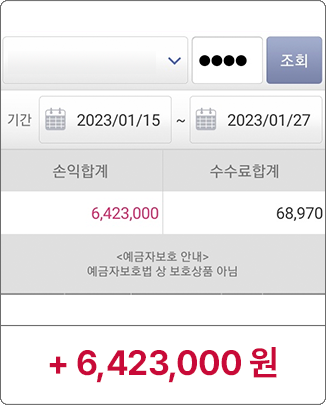 ●●●● 조회
기간 2023/01/15 ~ 2023/01/27
손익합계 수수료합계
6,423,000 68,970
<예금자보호 안내>
예금자보호법 상 보호상품 아님
+ 6,423,000 원